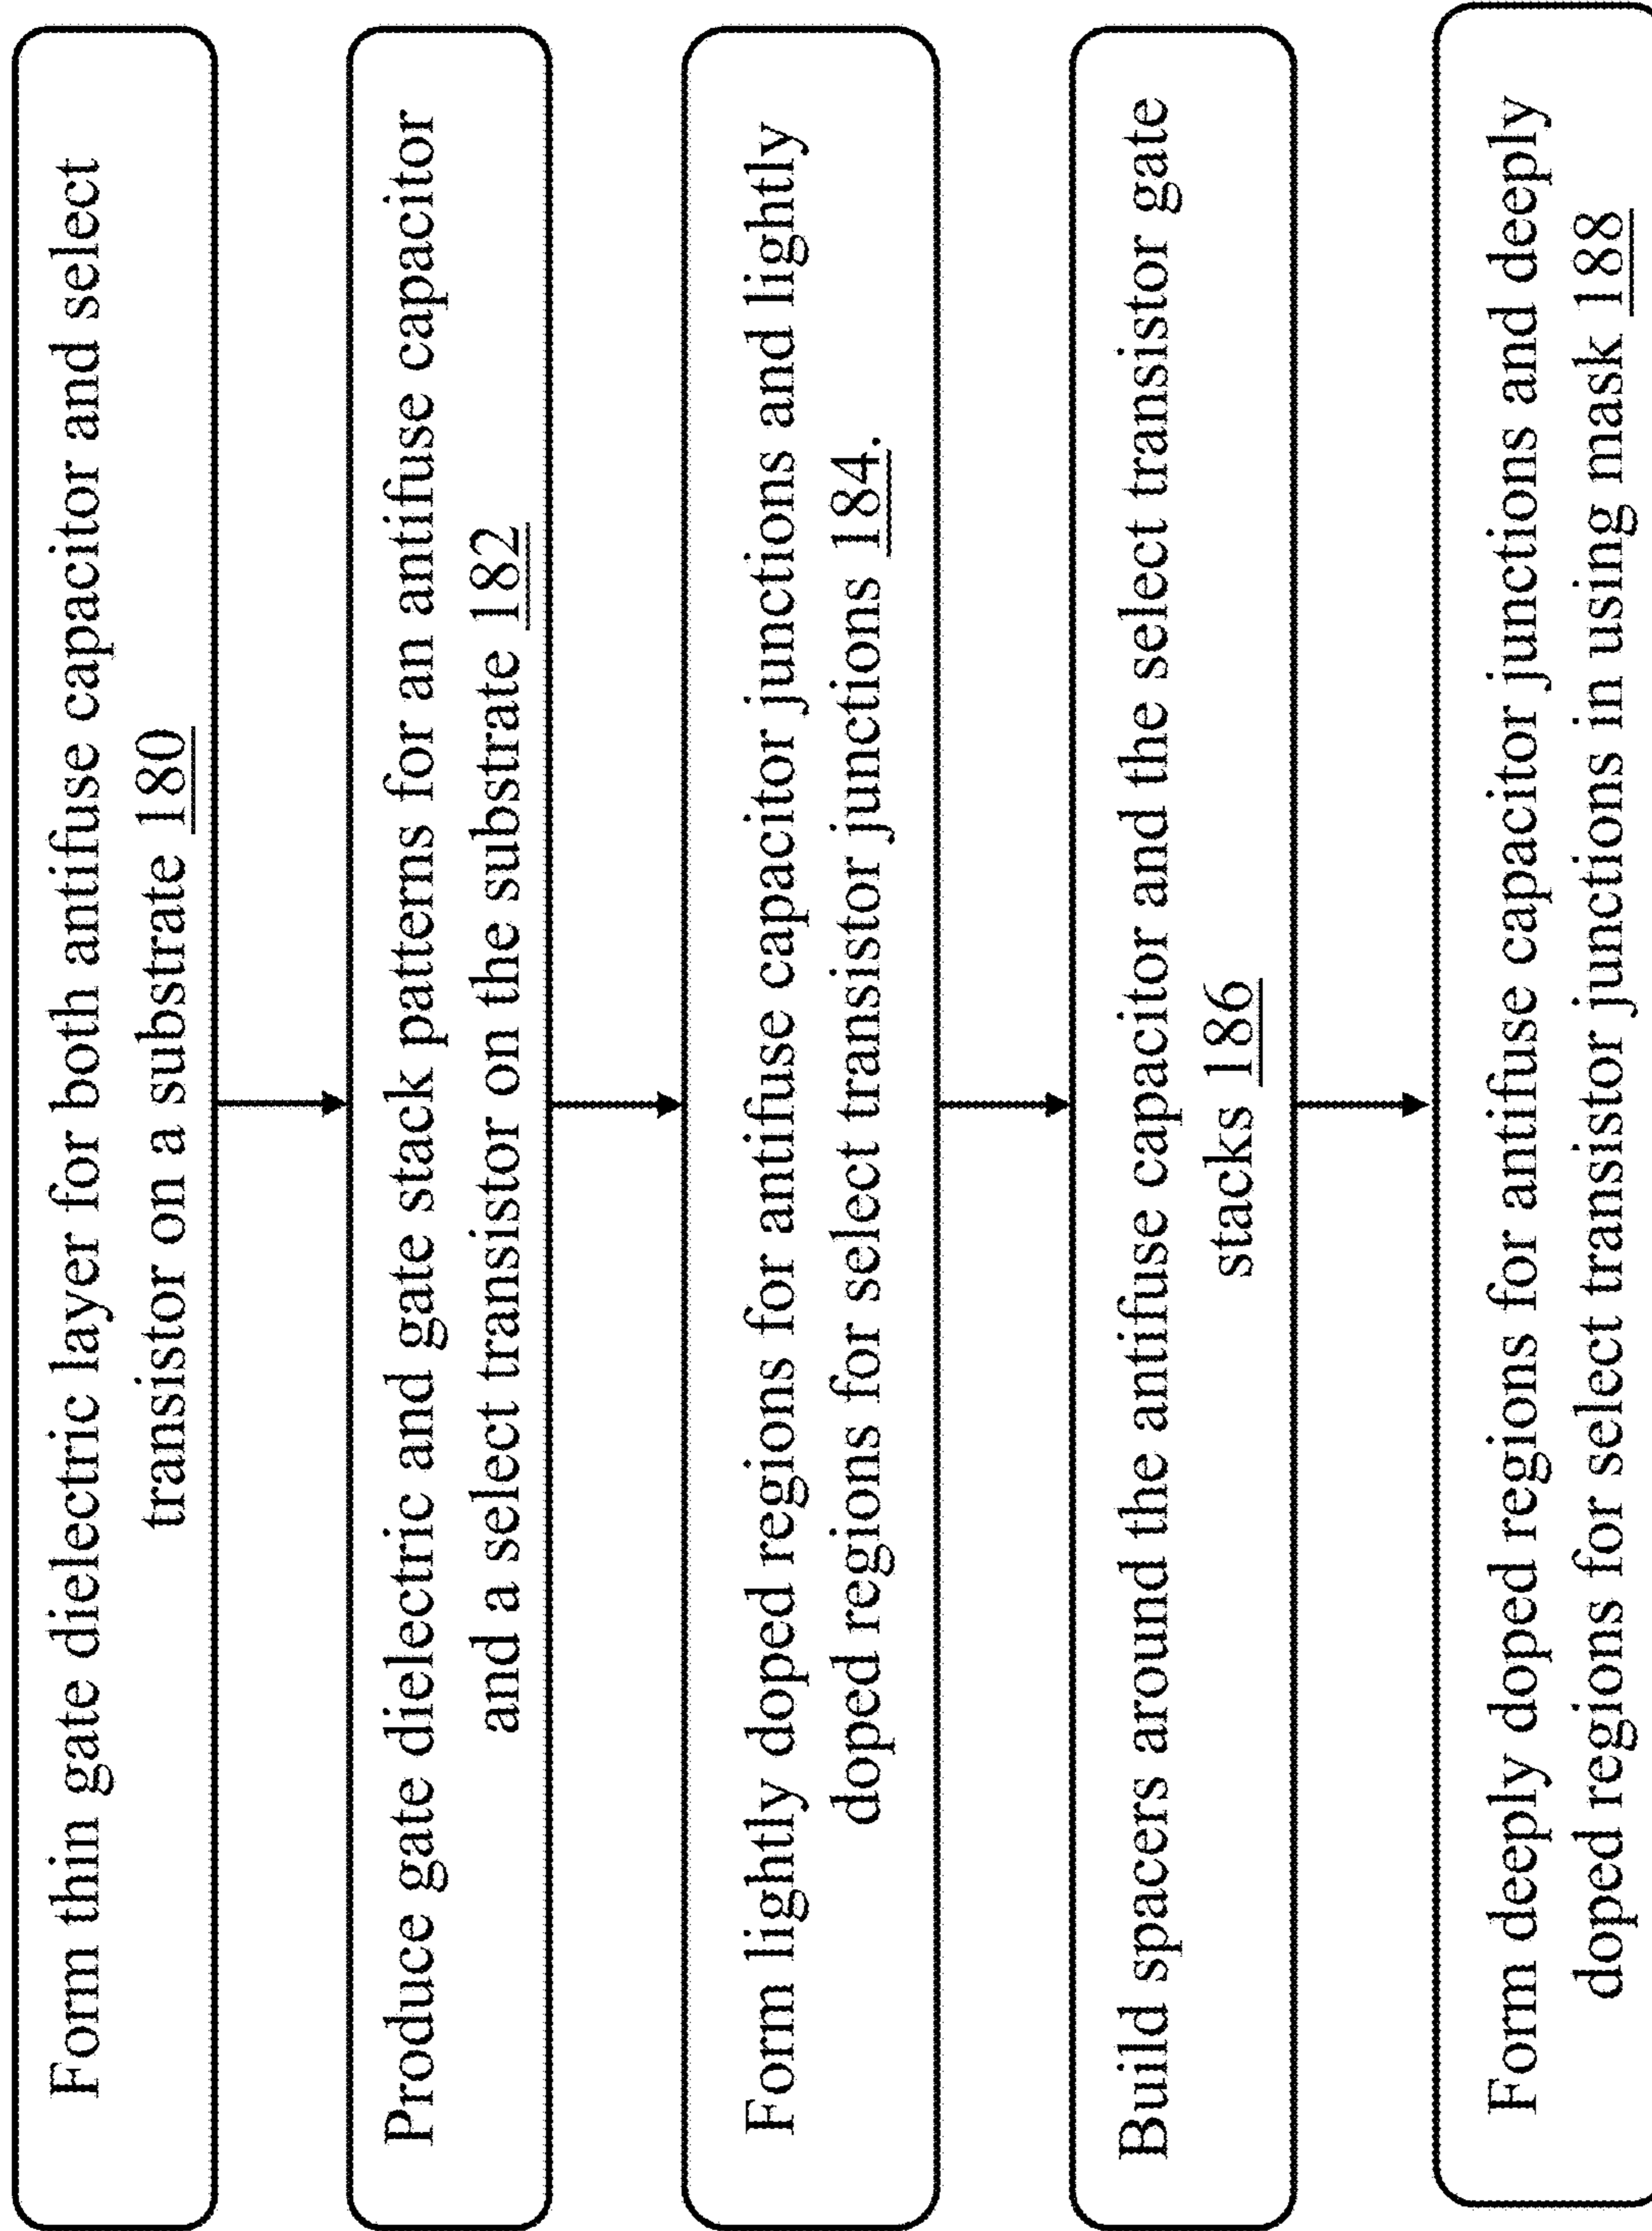 Form thin gate dielectric layer for both antifuse capacitor and select
transistor on a substrate 180
Produce gate dielectric and gate stack patterns for an antifuse capacitor
and a select transistor on the substrate 182
Form lightly doped regions for antifuse capacitor junctions and lightly
doped regions for select transistor junctions 184.
Build spacers around the antifuse capacitor and the select transistor gate
stacks 186
Form deeply doped regions for antifuse capacitor junctions and deeply
doped regions for select transistor junctions in using mask 188